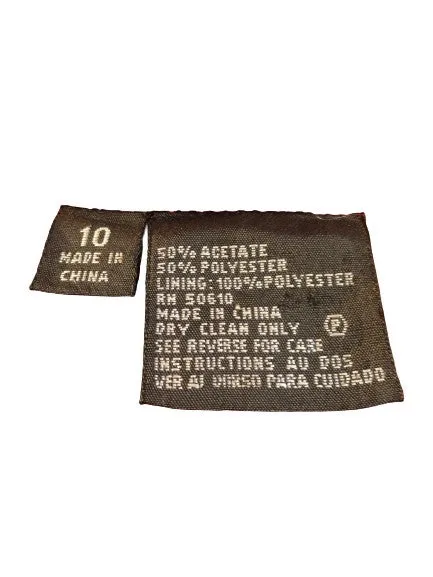 10
MADE IN
CHINA
50% ACETATE
50% POLYESTER
LINING: 100% POLYESTER
RN 50610
MADE IN CHINA
DRY CLEAN ONLY Ⓟ
SEE REVERSE FOR CARE
INSTRUCTIONS AU DOS
VER AL DORSO PARA CUIDADO